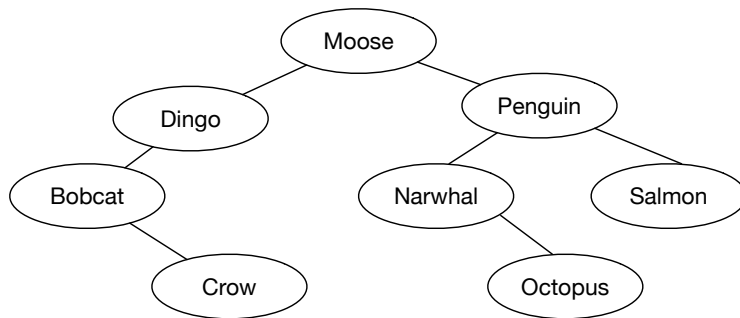 Moose
Dingo
Penguin
Bobcat
Narwhal
Salmon
Crow
Octopus